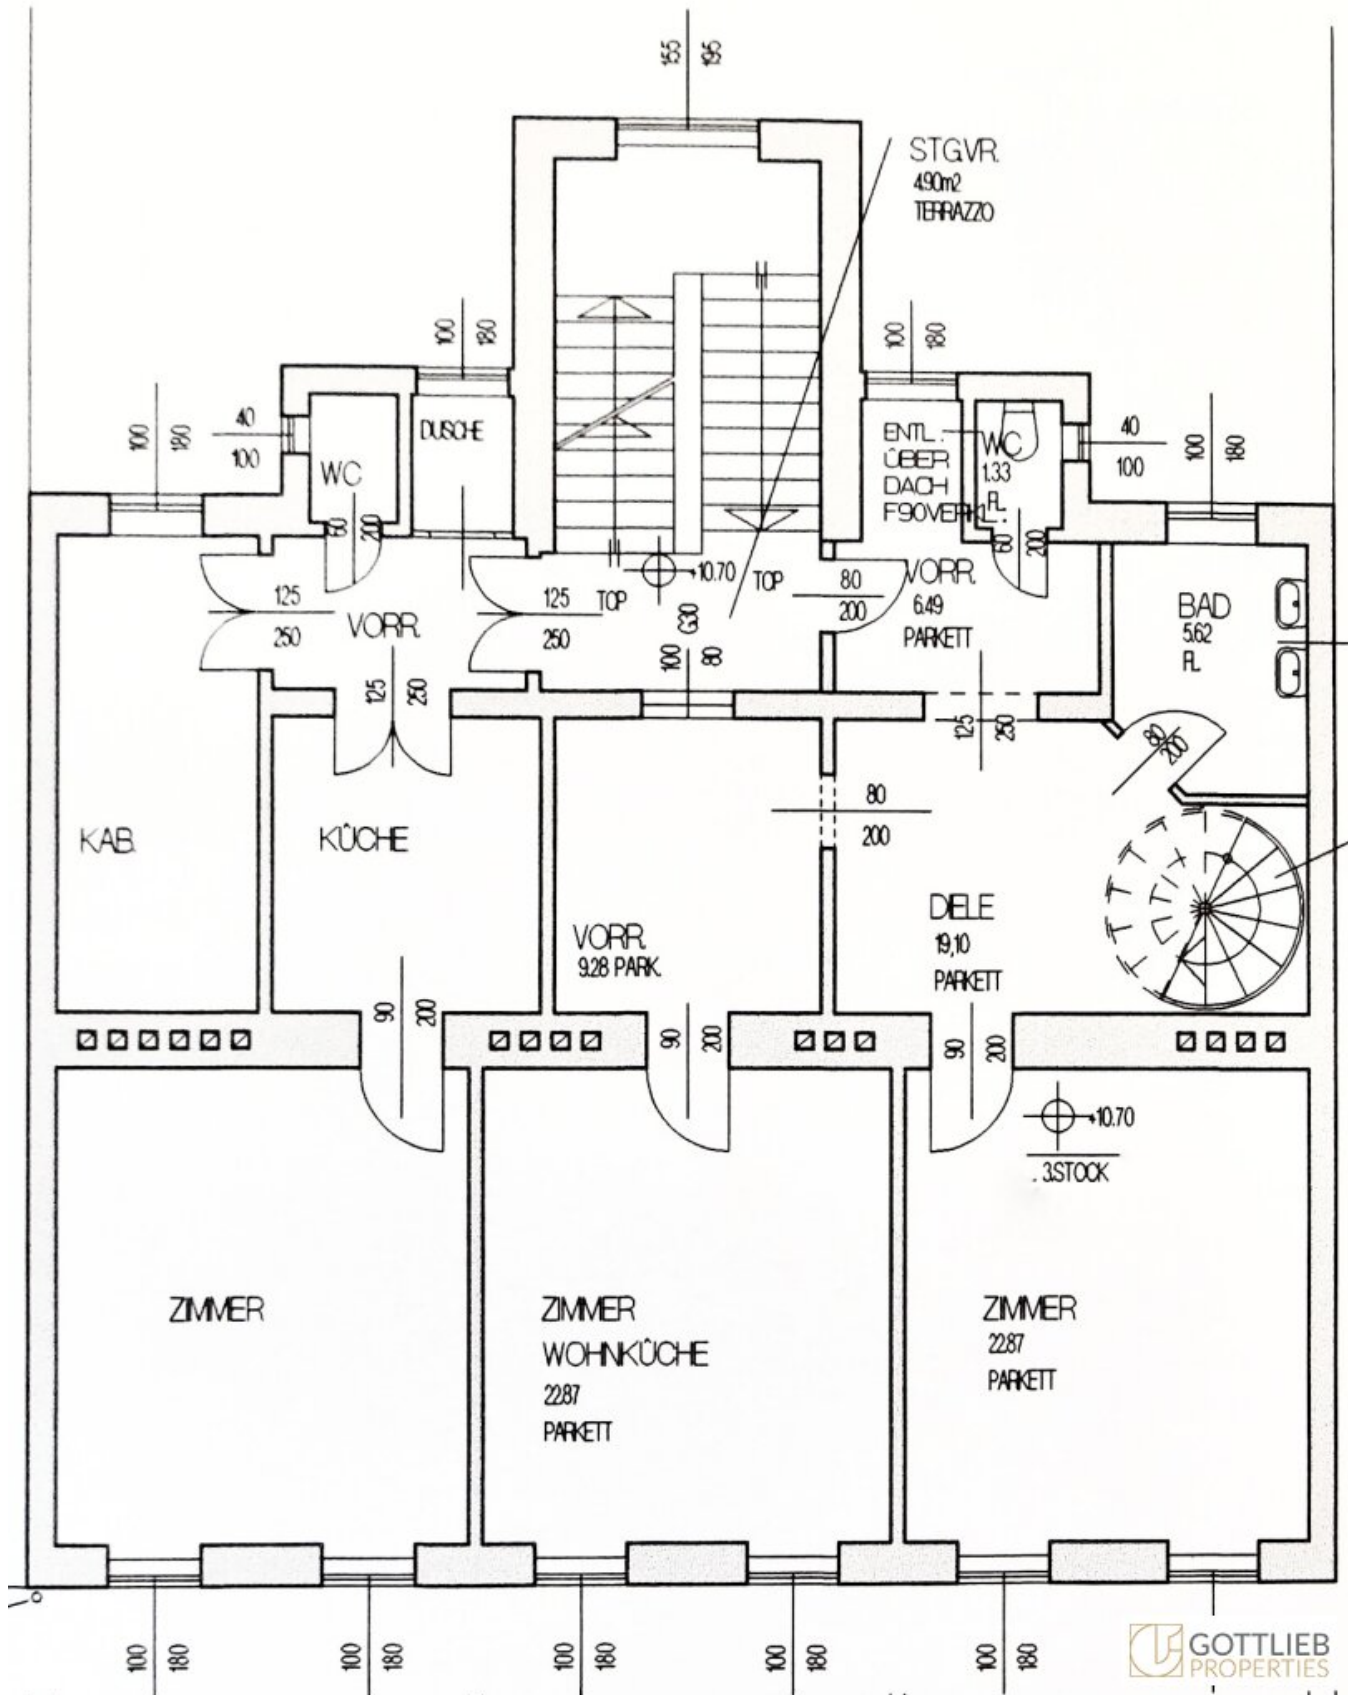 155 195
STGVR.
4.90m2
TERRAZZO
100 180
100 180
40
100
100 180
WC
DUSCHE
60 200
ENTL.
ÜBER
DACH
F90VERKL.
WC
1.33
FL.
60 200
40
100
100 180
125
250
VORR.
125
250
TOP
+10.70
TOP
G30
100 80
80
200
VORR.
6.49
PARKETT
BAD
5.62
FL.
125 250
125 250
80
200
80
200
KAB.
KÜCHE
VORR.
9.28 PARK.
DIELE
19,10
PARKETT
90 200
90 200
90 200
+10.70
3.STOCK
ZIMMER
ZIMMER
WOHNKÜCHE
22.87
PARKETT
ZIMMER
22.87
PARKETT
100 180
100 180
100 180
100 180
100 180
GOTTLIEB
PROPERTIES